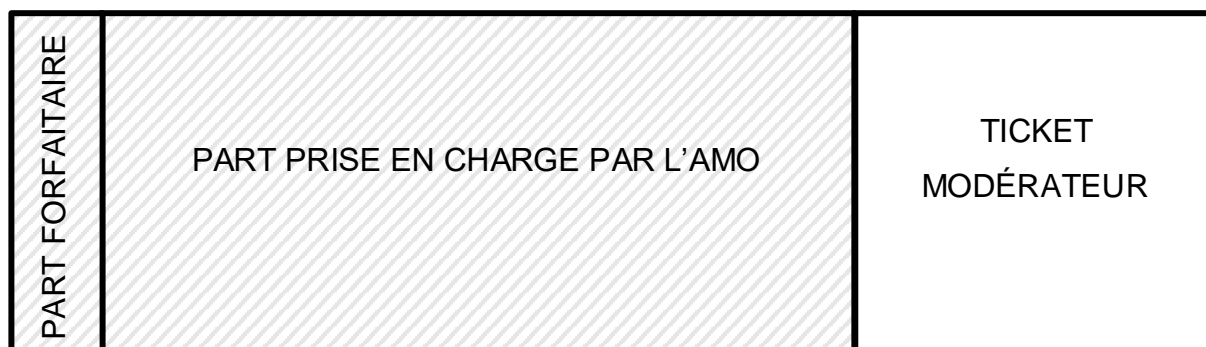 PART FORFAITAIRE
PART PRISE EN CHARGE PAR L’AMO
TICKET
MODÉRATEUR